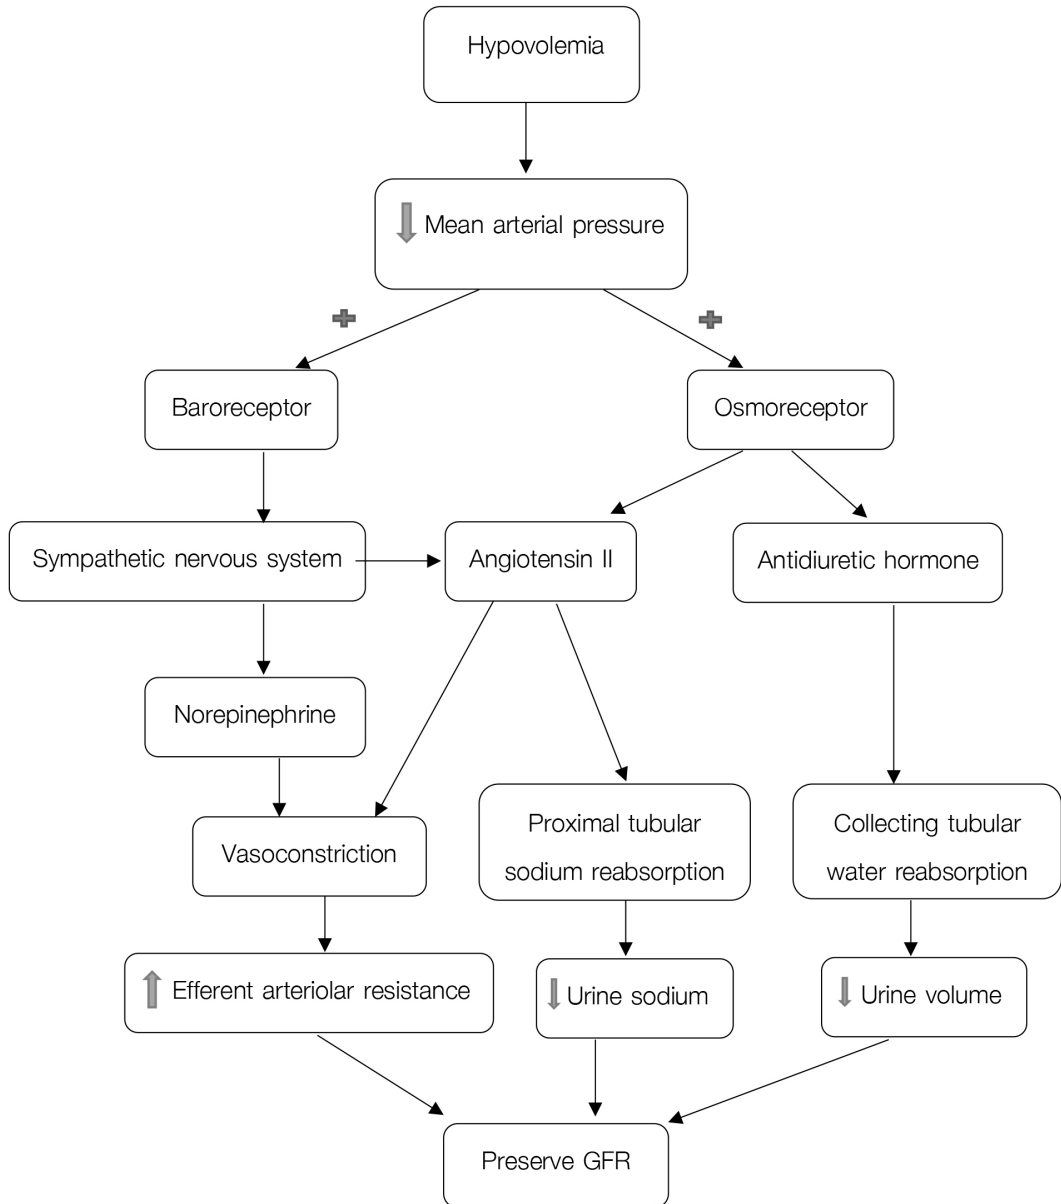 Hypovolemia
Mean arterial pressure
Baroreceptor
Osmoreceptor
Sympathetic nervous system
Angiotensin II
Antidiuretic hormone
Norepinephrine
Vasoconstriction
Proximal tubular
sodium reabsorption
Collecting tubular
water reabsorption
Efferent arteriolar resistance
Urine sodium
Urine volume
Preserve GFR